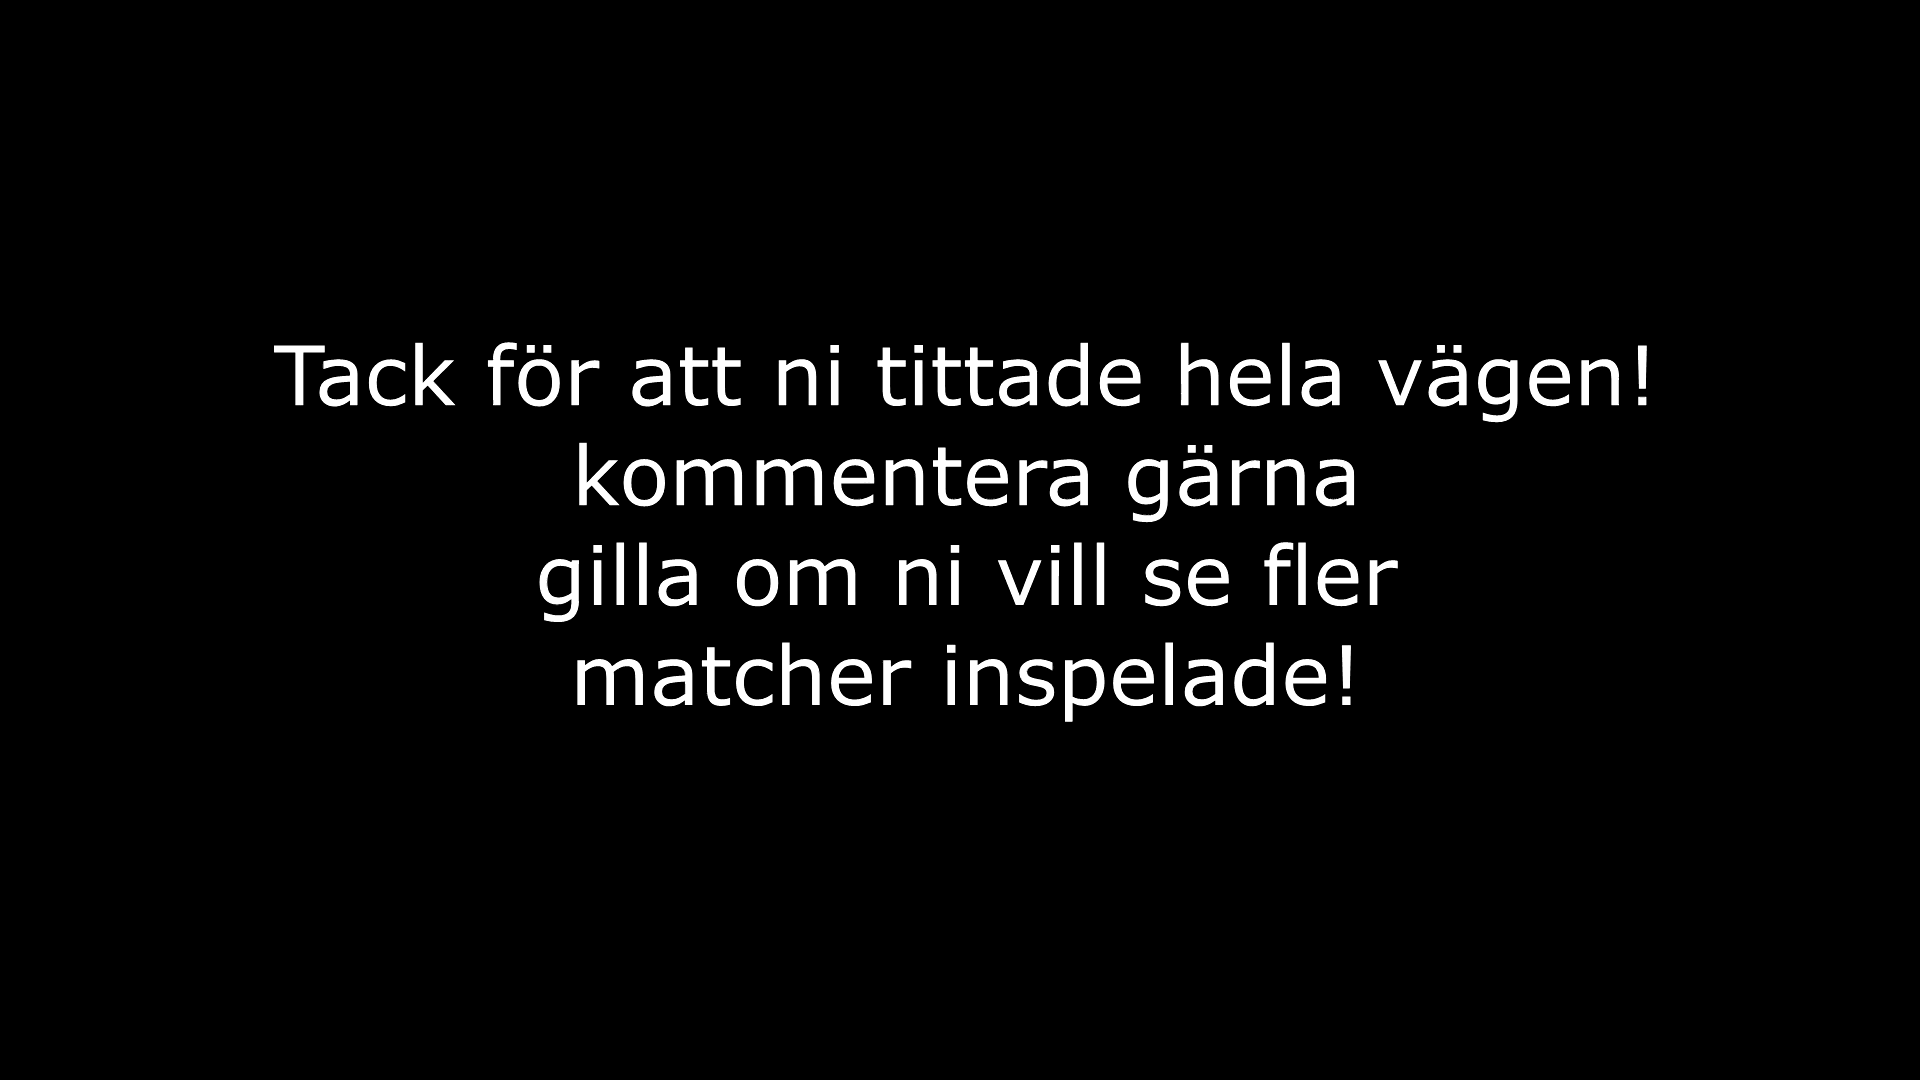 Tack för att ni tittade hela vägen!
kommentera gärna
gilla om ni vill se fler
matcher inspelade!